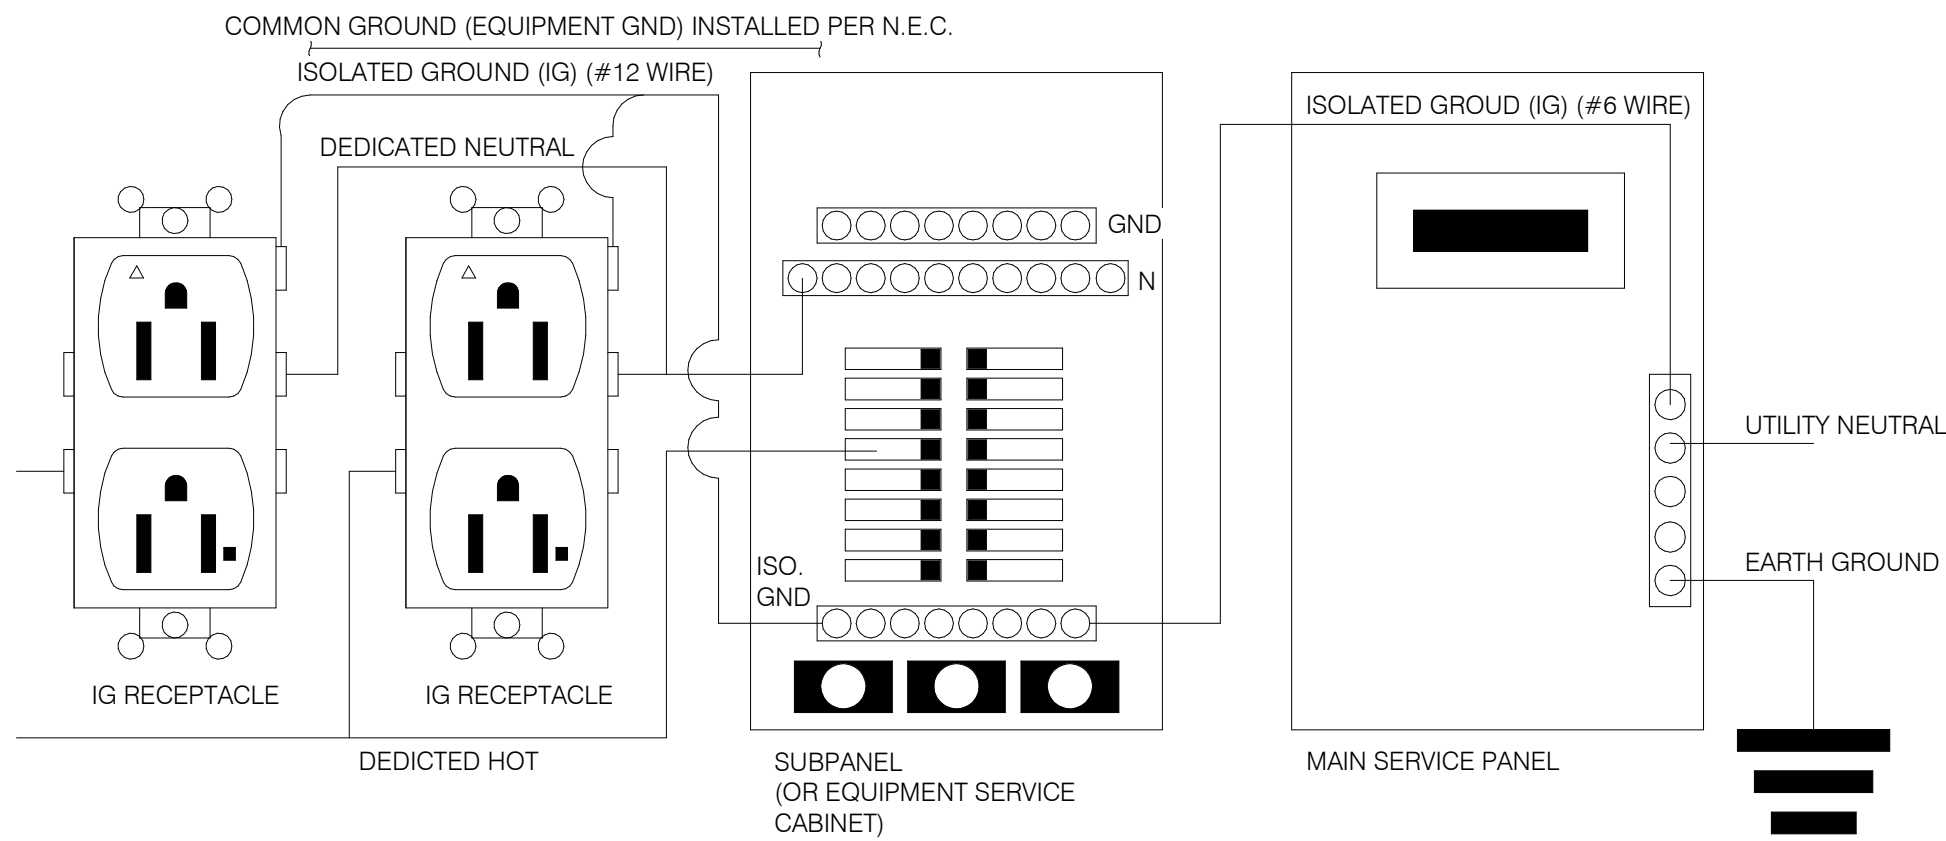 COMMON GROUND (EQUIPMENT GND) INSTALLED PER N.E.C.
ISOLATED GROUND (IG) (#12 WIRE)
DEDICATED NEUTRAL
ISOLATED GROUD (IG) (#6 WIRE)
GND
N
UTILITY NEUTRAL
EARTH GROUND
ISO.
GND
IG RECEPTACLE
IG RECEPTACLE
DEDICTED HOT
SUBPANEL
(OR EQUIPMENT SERVICE
CABINET)
MAIN SERVICE PANEL